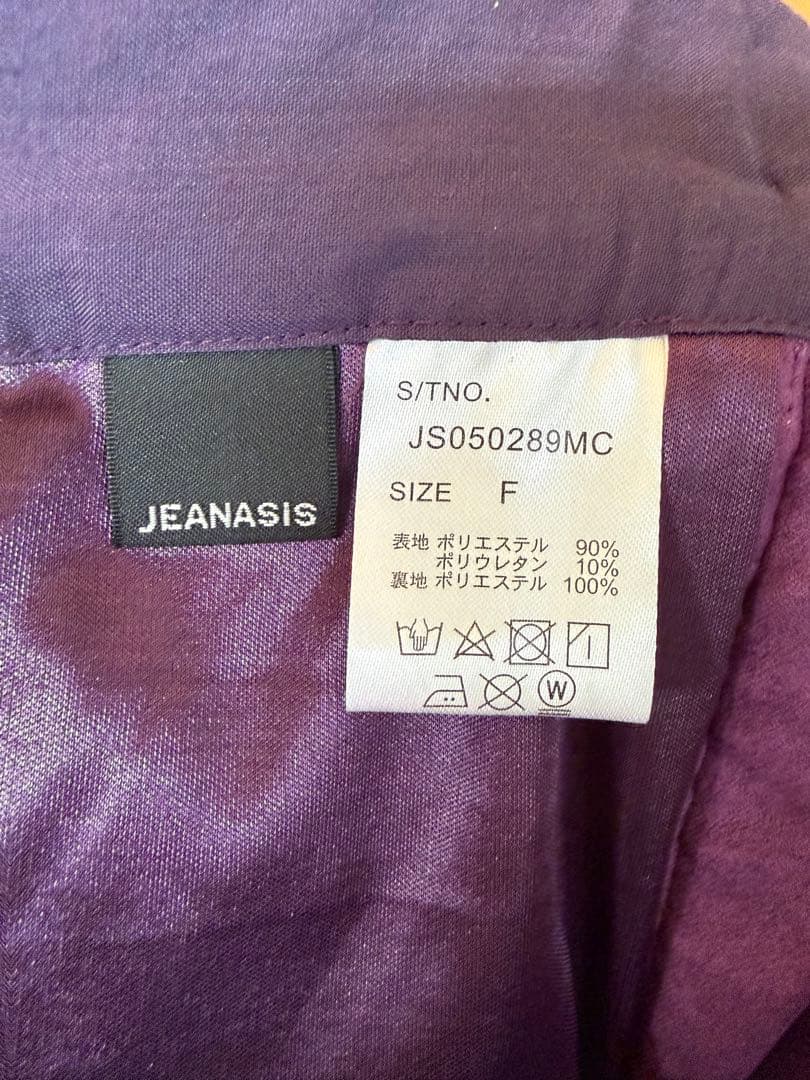 JEANASIS
S/TNO.
JS050289MC
SIZE F
表地 ポリエステル 90%
ポリウレタン 10%
裏地 ポリエステル 100%
W